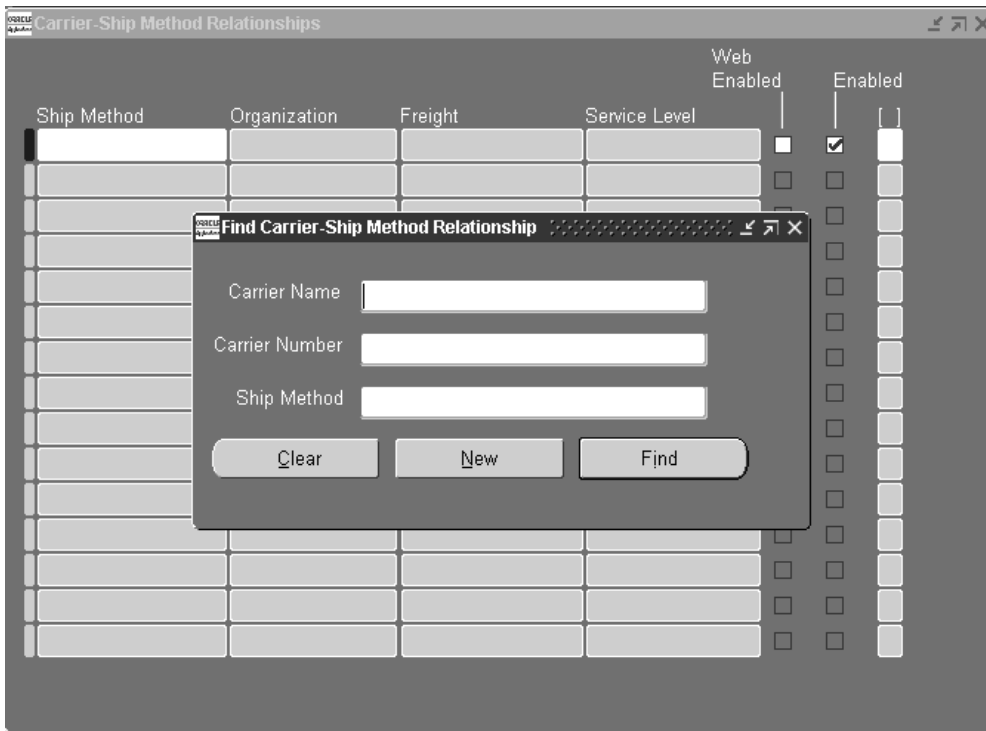 Carrier-Ship Method Relationships
Web
Enabled
Enabled
Ship Method
Organization
Freight
Service Level
[ ]
Find Carrier-Ship Method Relationship
Carrier Name
Carrier Number
Ship Method
Clear
New
Find